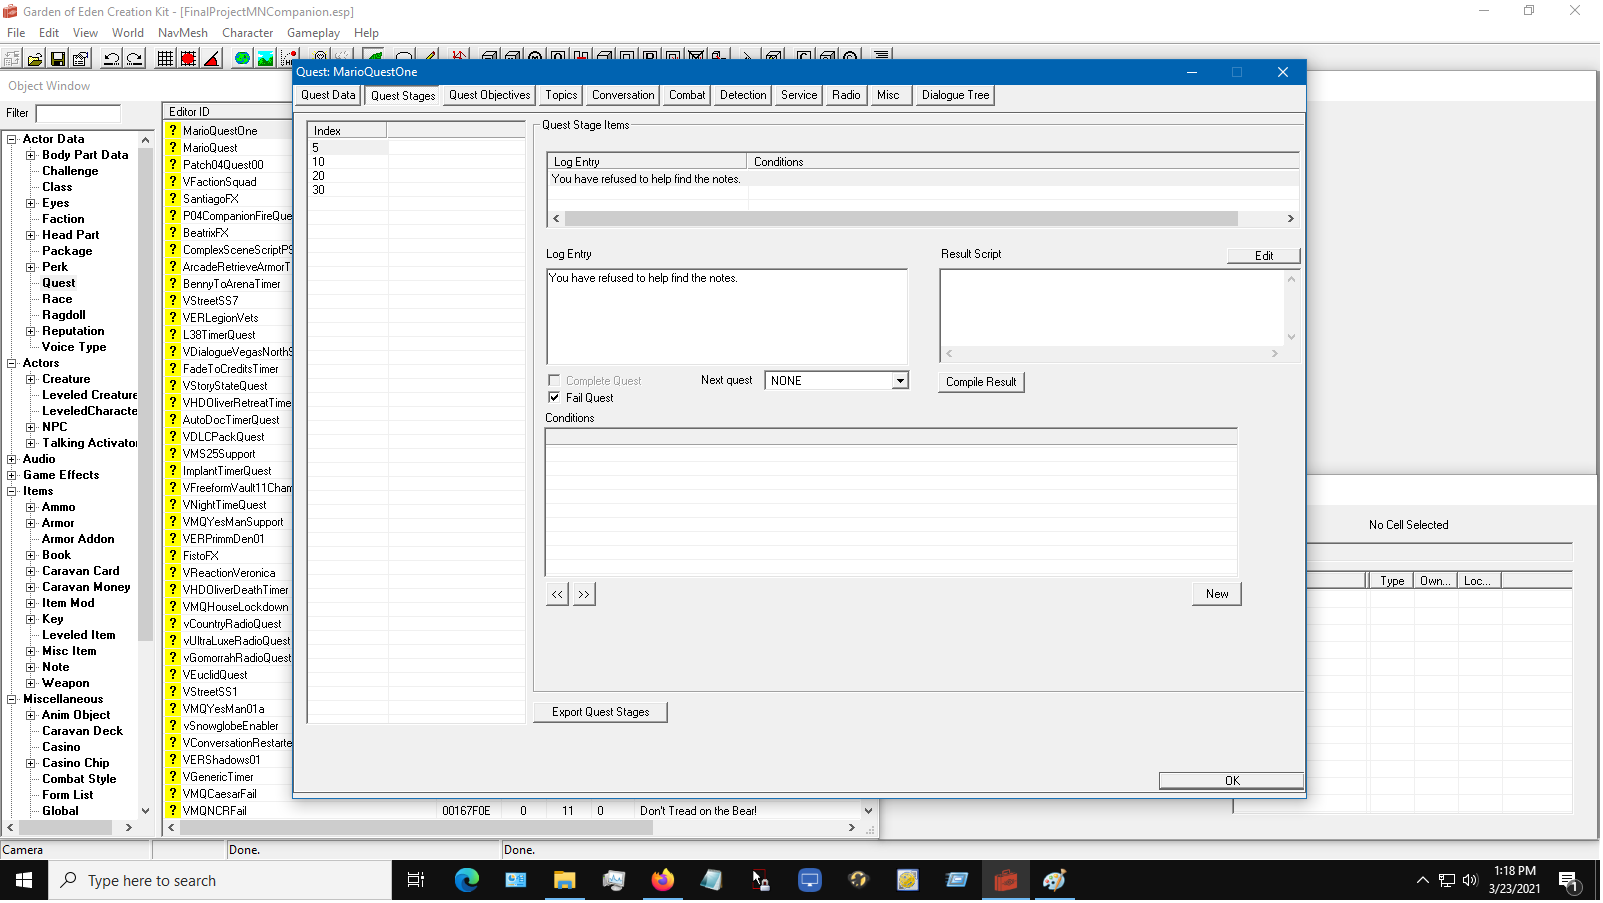 Garden of Eden Creation Kit - [FinalProjectMNCompanion.esp]
File Edit View World NavMesh Character Gameplay Help
Object Window
Filter
Actor Data
Body Part Data
Challenge
Class
Eyes
Faction
Head Part
Package
Perk
Quest
Race
Ragdoll
Reputation
Voice Type
Actors
Creature
Leveled Creature
LeveledCharacte
NPC
Talking Activator
Audio
Game Effects
Items
Ammo
Armor
Armor Addon
Book
Caravan Card
Caravan Money
Item Mod
Key
Leveled Item
Misc Item
Note
Weapon
Miscellaneous
Anim Object
Caravan Deck
Casino
Casino Chip
Combat Style
Form List
Global
Editor ID
? MarioQuestOne
? MarioQuest
? Patch04Quest00
? VFactionSquad
? SantiagoFX
? P04CompanionFireQue
? BeatrixFX
? ComplexSceneScriptPS
? ArcadeRetrieveArmorT
? BennyToArenaTimer
? VStreetSS7
? VERLegionVets
? L38TimerQuest
? VDialogueVegasNorthS
? FadeToCreditsTimer
? VStoryStateQuest
? VHDOliverRetreatTime
? AutoDocTimerQuest
? VDLCPackQuest
? VMS25Support
? ImplantTimerQuest
? VFreeformVault11Cham
? VNightTimeQuest
? VMQYesManSupport
? VERPrimmDen01
? FistoFX
? VReactionVeronica
? VHDOliverDeathTimer
? VMQHouseLockdown
? vCountryRadioQuest
? vUltraLuxeRadioQuest
? vGomorrahRadioQuest
? VEuclidQuest
? VStreetSS1
? VMQYesMan01a
? vSnowglobeEnabler
? VConversationRestarte
? VERShadows01
? VGenericTimer
? VMQCaesarFail
? VMQNCRFail 00167F0E 0 11 0 Don't Tread on the Bear!
Quest: MarioQuestOne
Quest Data Quest Stages Quest Objectives Topics Conversation Combat Detection Service Radio Misc Dialogue Tree
Index
5
10
20
30
Quest Stage Items
Log Entry Conditions
You have refused to help find the notes.
Log Entry
You have refused to help find the notes.
Result Script
Edit
Complete Quest
Fail Quest
Next quest NONE
Compile Result
Conditions
<< >>
New
Export Quest Stages
OK
No Cell Selected
Type Own... Loc...
Camera
Done.
Done.
Type here to search
1:18 PM
3/23/2021
1